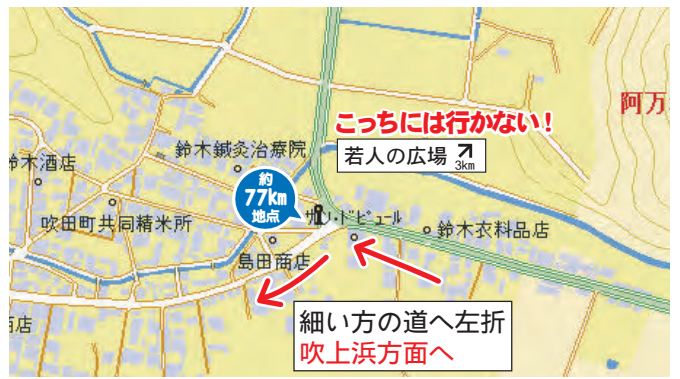 こっちには行かない！
若人の広場
3km
阿万
鈴木鍼灸治療院
鈴木酒店
約
77km
地点
吹田町共同精米所
サン・ドピュール
鈴木衣料品店
島田商店
店
細い方の道へ左折
吹上浜方面へ